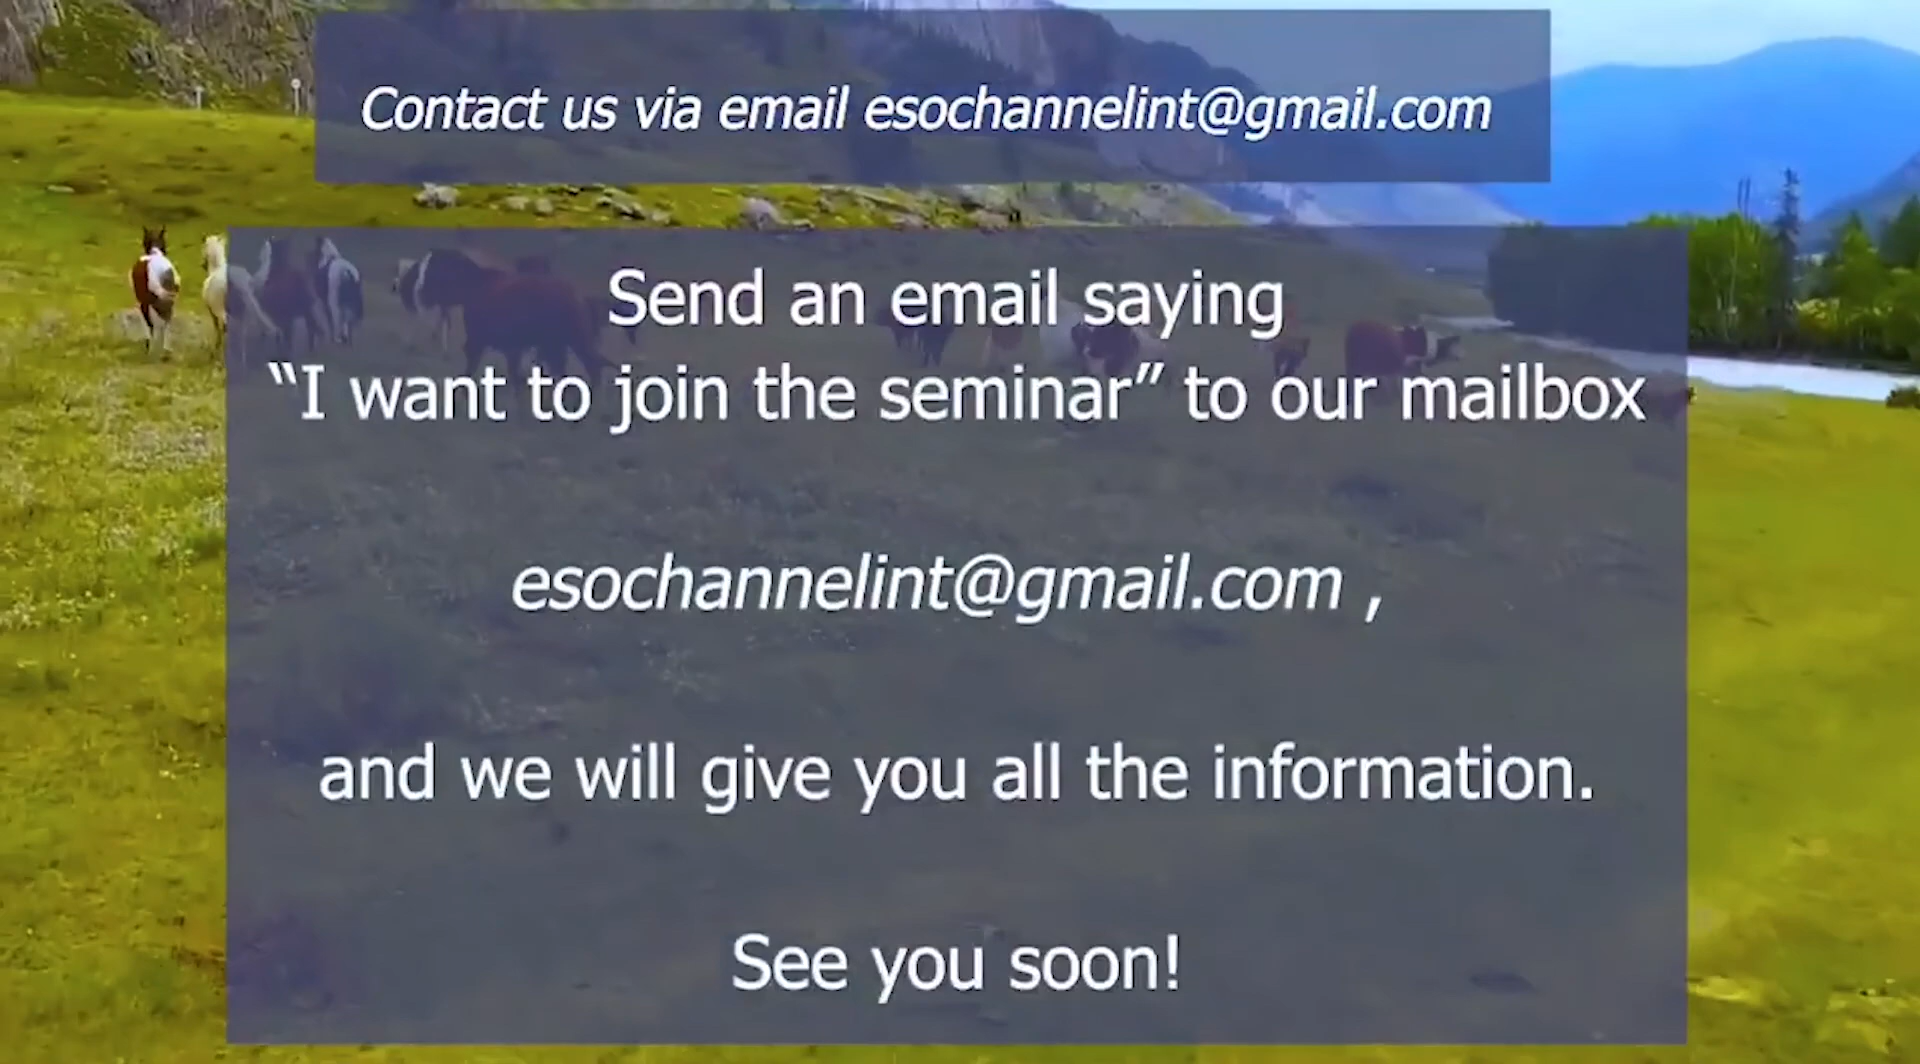 Contact us via email esochannelint@gmail.com
Send an email saying
“I want to join the seminar” to our mailbox
esochannelint@gmail.com ,
and we will give you all the information.
See you soon!